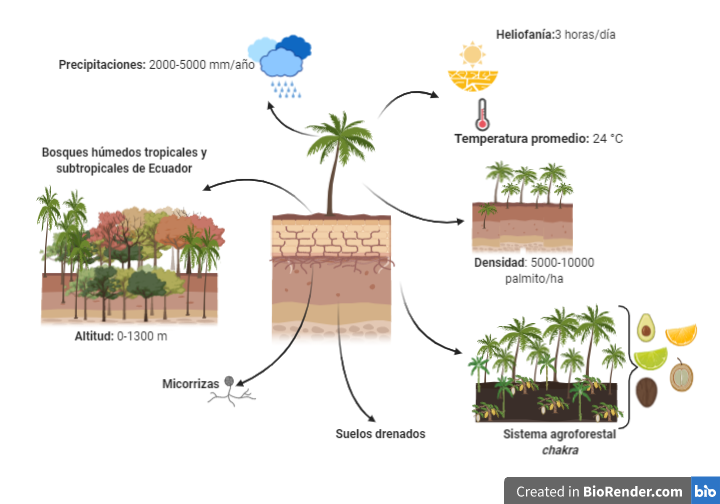 Heliofanía:3 horas/día
Precipitaciones: 2000-5000 mm/año
Temperatura promedio: 24 °C
Bosques húmedos tropicales y
subtropicales de Ecuador
Densidad: 5000-10000
palmito/ha
Altitud: 0-1300 m
Micorrizas
Suelos drenados
Sistema agroforestal
chakra
Created in BioRender.com bio